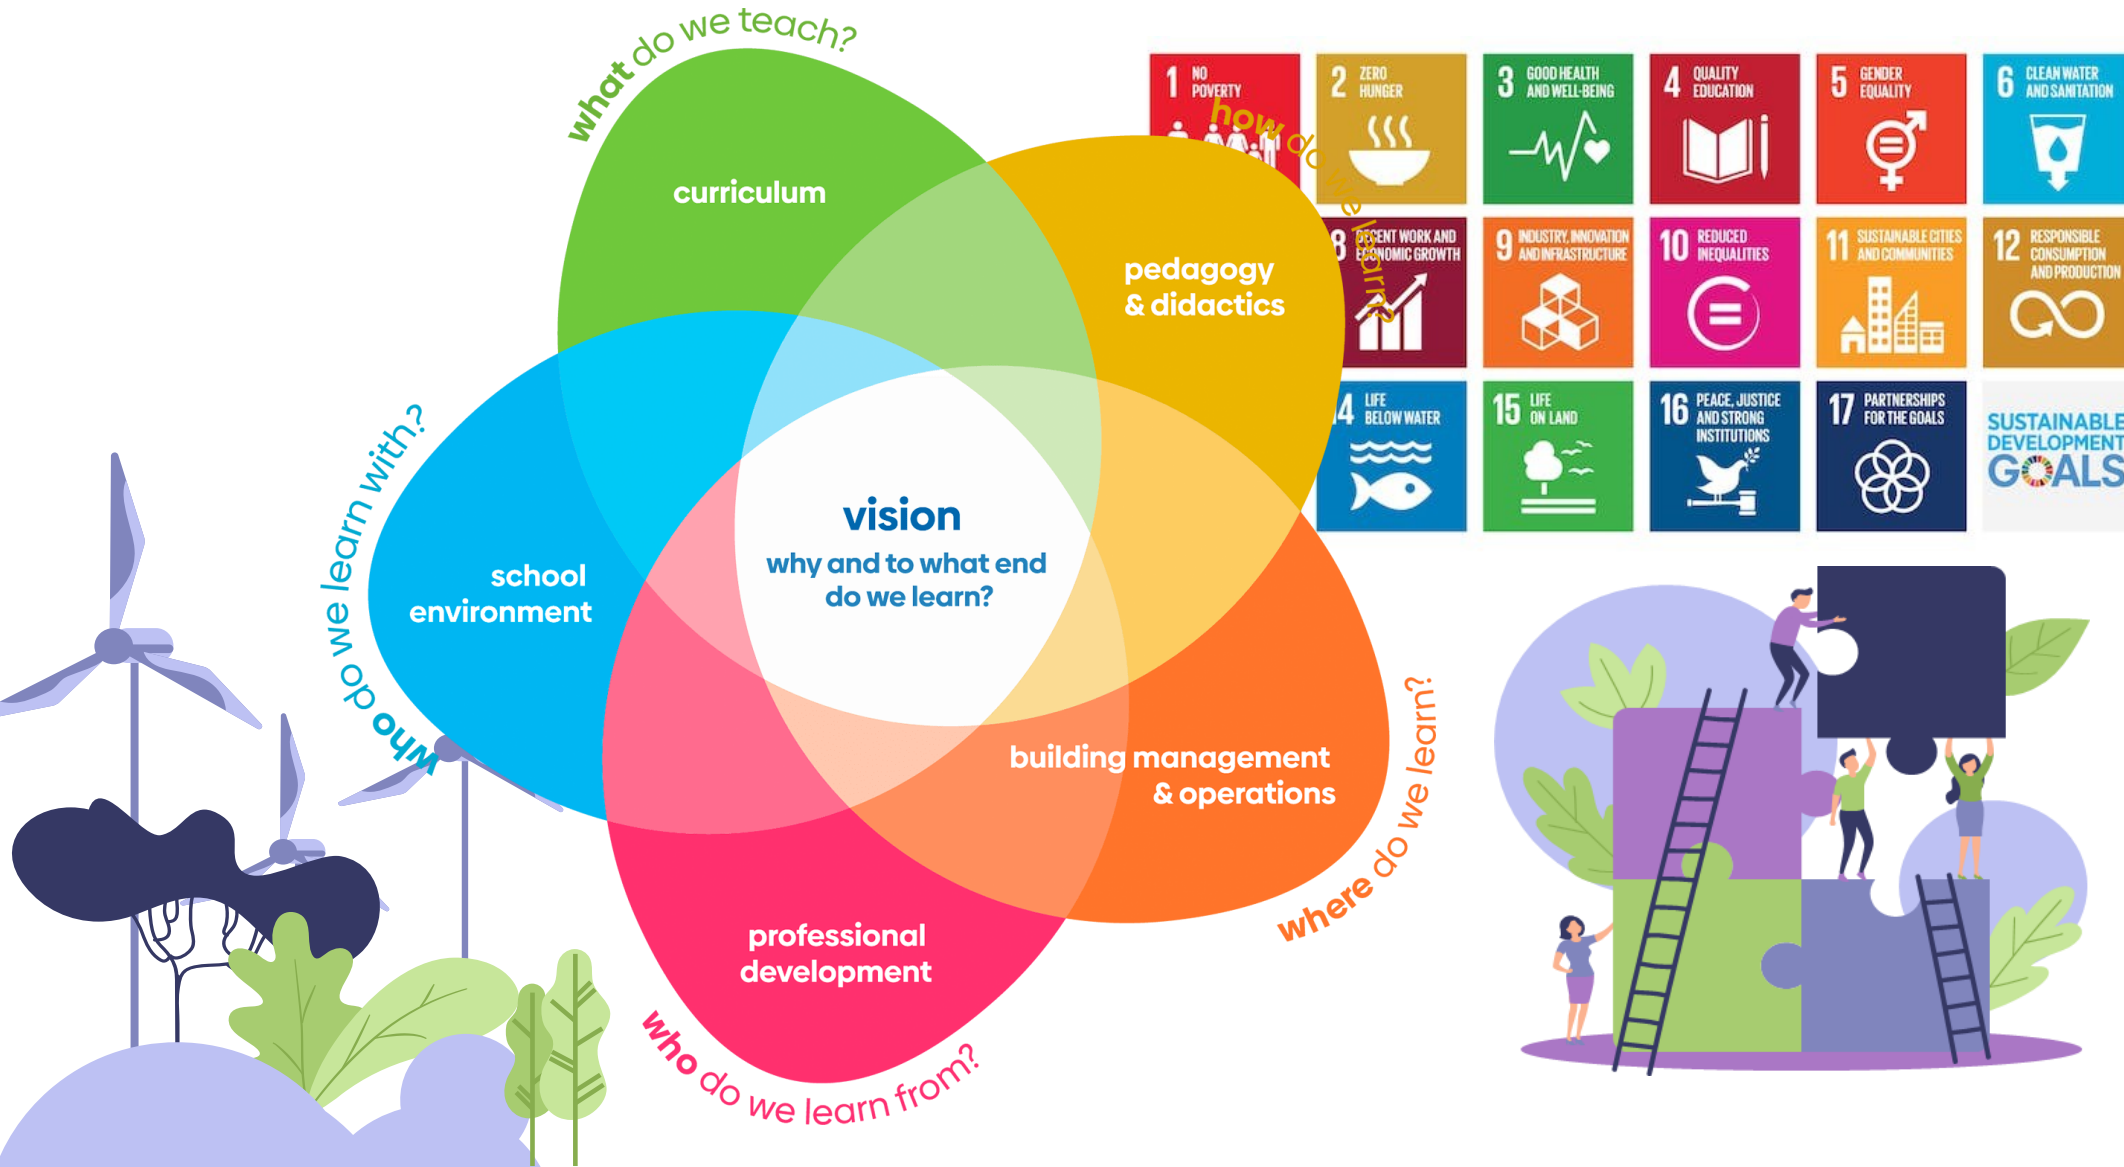 what do we teach?
curriculum
how do we learn?
pedagogy
& didactics
who do we learn with?
school
environment
vision
why and to what end
do we learn?
building management
& operations
where do we learn?
professional
development
who do we learn from?
1 NO
POVERTY
2 ZERO
HUNGER
3 GOOD HEALTH
AND WELL-BEING
4 QUALITY
EDUCATION
5 GENDER
EQUALITY
6 CLEAN WATER
AND SANITATION
8 DECENT WORK AND
ECONOMIC GROWTH
9 INDUSTRY, INNOVATION
AND INFRASTRUCTURE
10 REDUCED
INEQUALITIES
11 SUSTAINABLE CITIES
AND COMMUNITIES
12 RESPONSIBLE
CONSUMPTION
AND PRODUCTION
14 LIFE
BELOW WATER
15 LIFE
ON LAND
16 PEACE, JUSTICE
AND STRONG
INSTITUTIONS
17 PARTNERSHIPS
FOR THE GOALS
SUSTAINABLE
DEVELOPMENT
GOALS